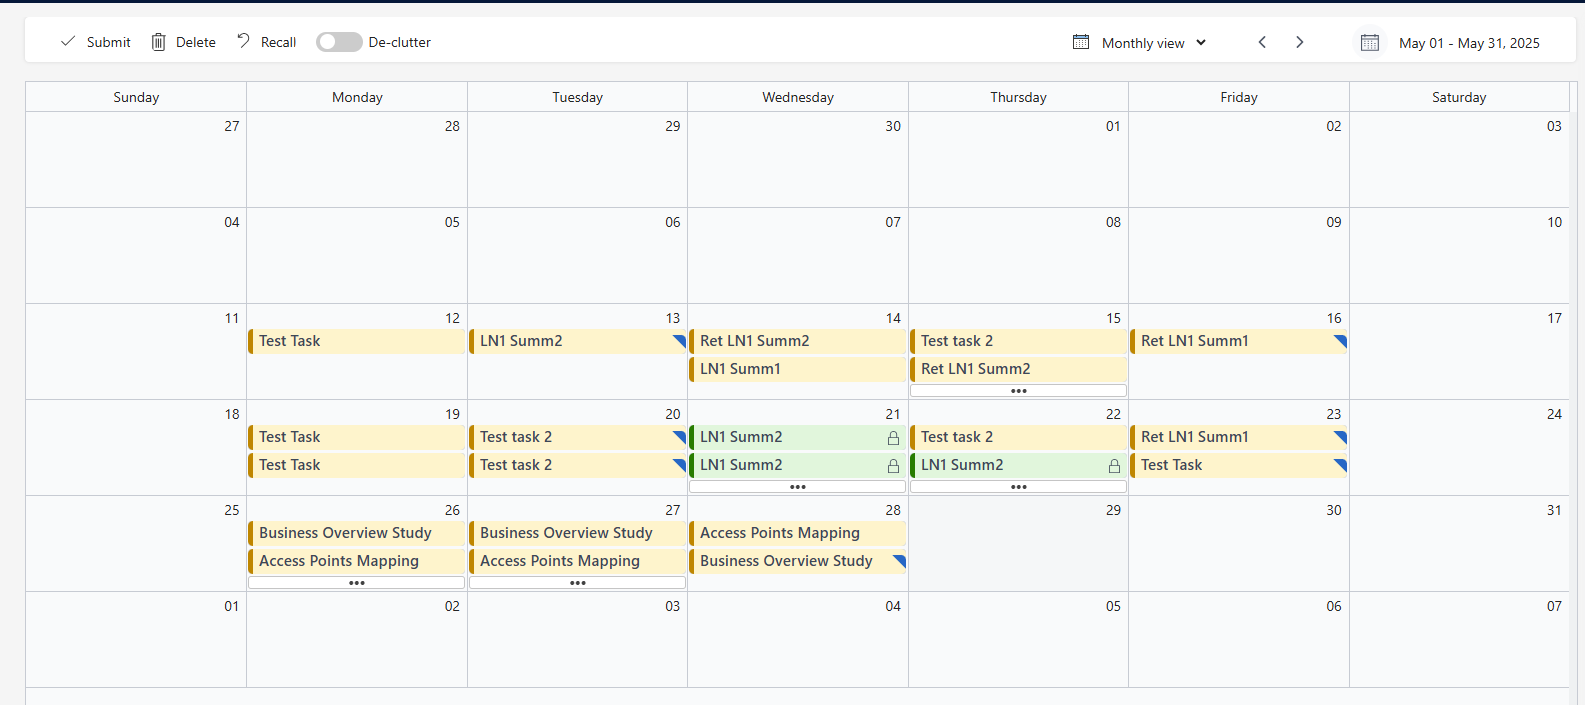 Submit Delete Recall De-clutter Monthly view May 01 - May 31, 2025
Sunday Monday Tuesday Wednesday Thursday Friday Saturday
27 28 29 30 01 02 03
04 05 06 07 08 09 10
11 12 13 14 15 16 17
Test Task LN1 Summ2 Ret LN1 Summ2 Test task 2 Ret LN1 Summ1
LN1 Summ1 Ret LN1 Summ2
•••
18 19 20 21 22 23 24
Test Task Test task 2 LN1 Summ2 Test task 2 Ret LN1 Summ1
Test Task Test task 2 LN1 Summ2 LN1 Summ2 Test Task
••• •••
25 26 27 28 29 30 31
Business Overview Study Business Overview Study Access Points Mapping
Access Points Mapping Access Points Mapping Business Overview Study
••• •••
01 02 03 04 05 06 07